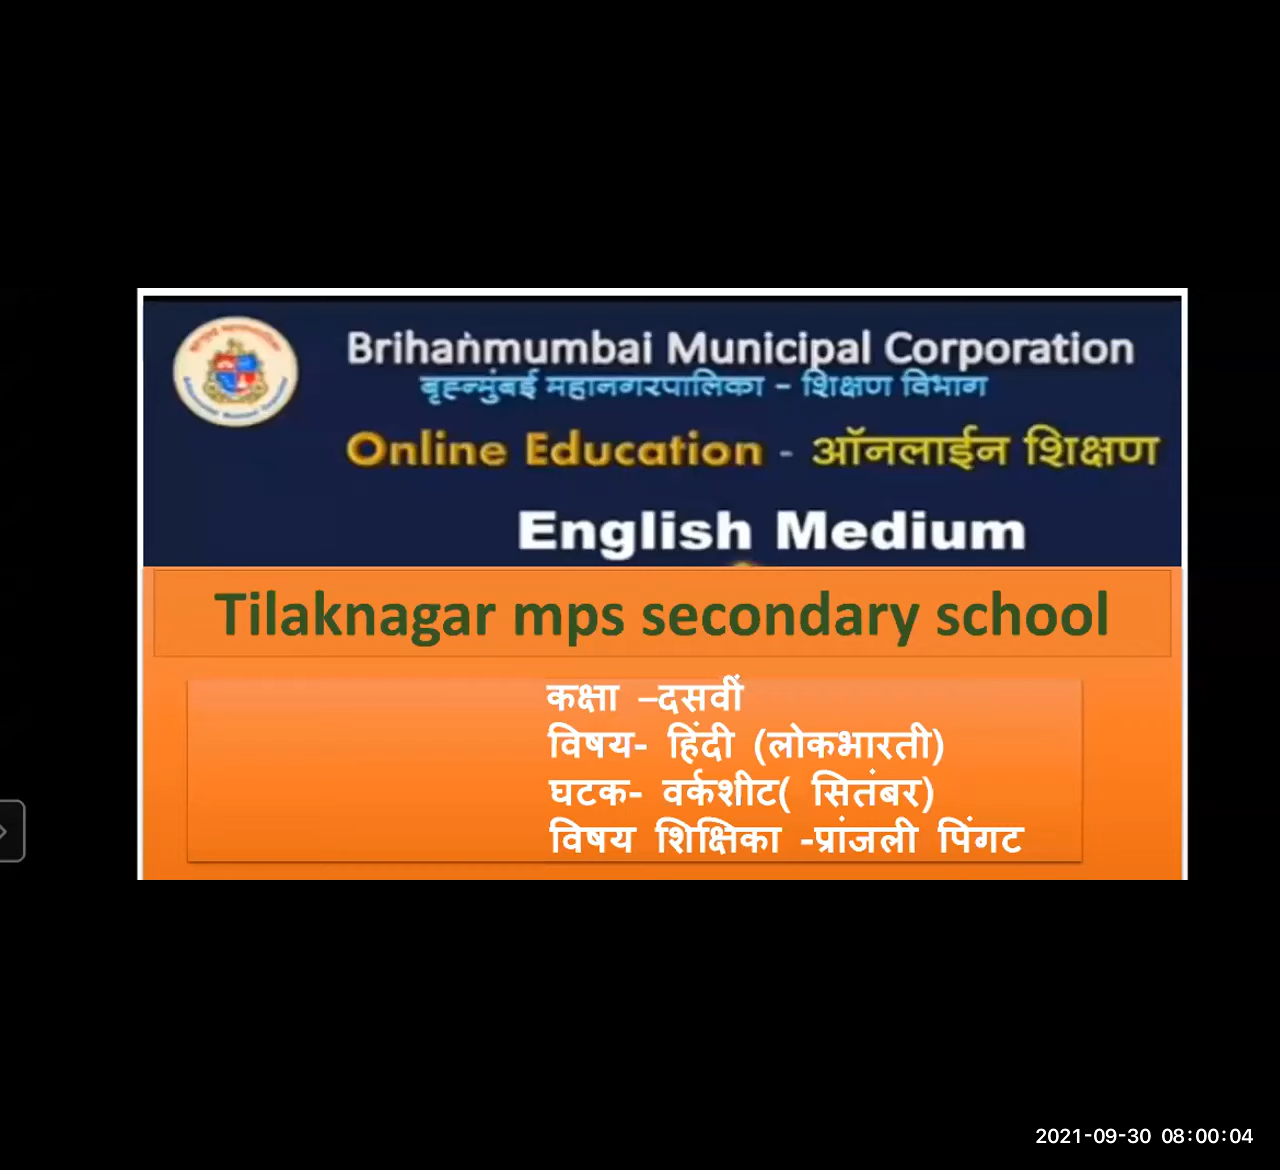 Brihanmumbai Municipal Corporation
बृहन्मुंबई महानगरपालिका - शिक्षण विभाग
Online Education - ऑनलाईन शिक्षण
English Medium
Tilaknagar mps secondary school
कक्षा –दसवीं
विषय- हिंदी (लोकभारती)
घटक- वर्कशीट( सितंबर)
विषय शिक्षिका -प्रांजली पिंगट
2021-09-30 08:00:04